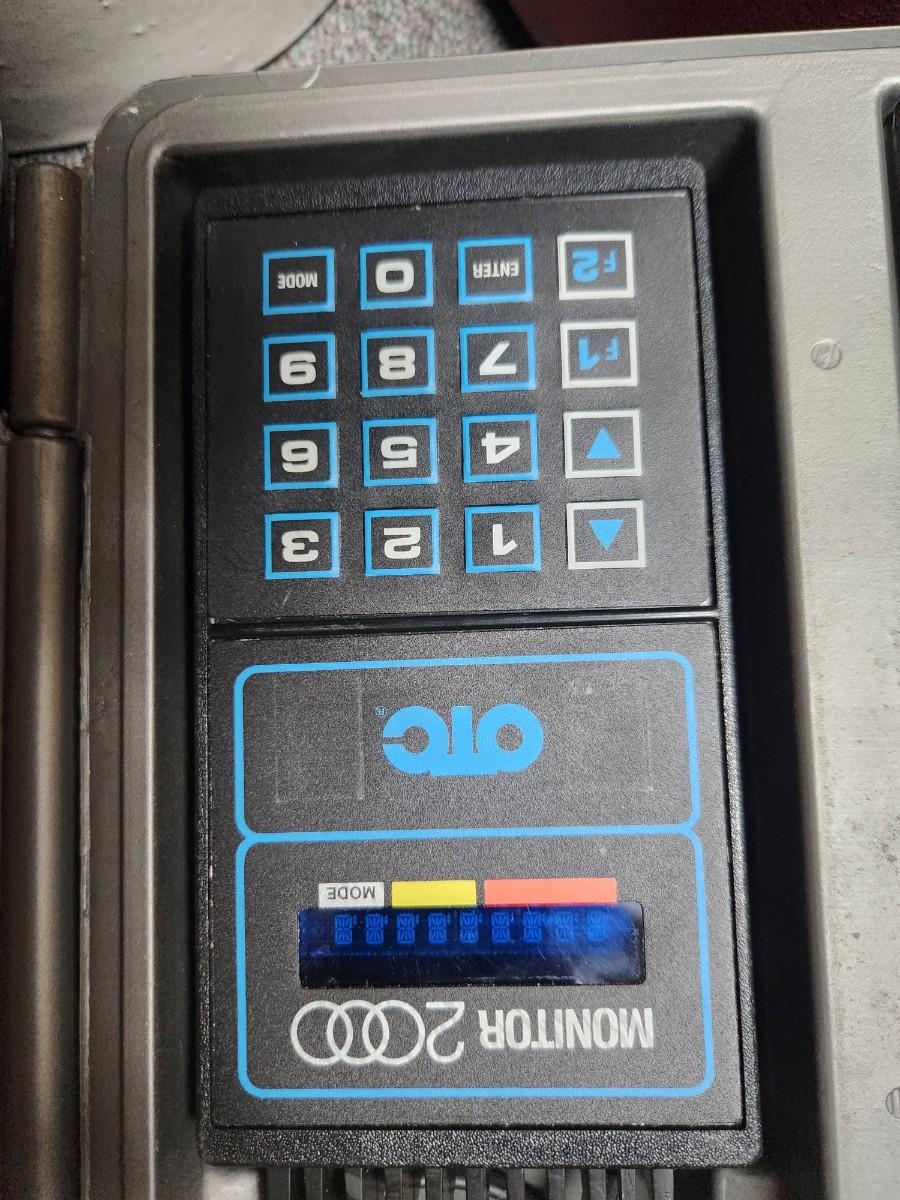 MONITOR 2000
MODE
OTC®
1 2 3
4 5 6
F1 7 8 9
F2 ENTER 0 MODE